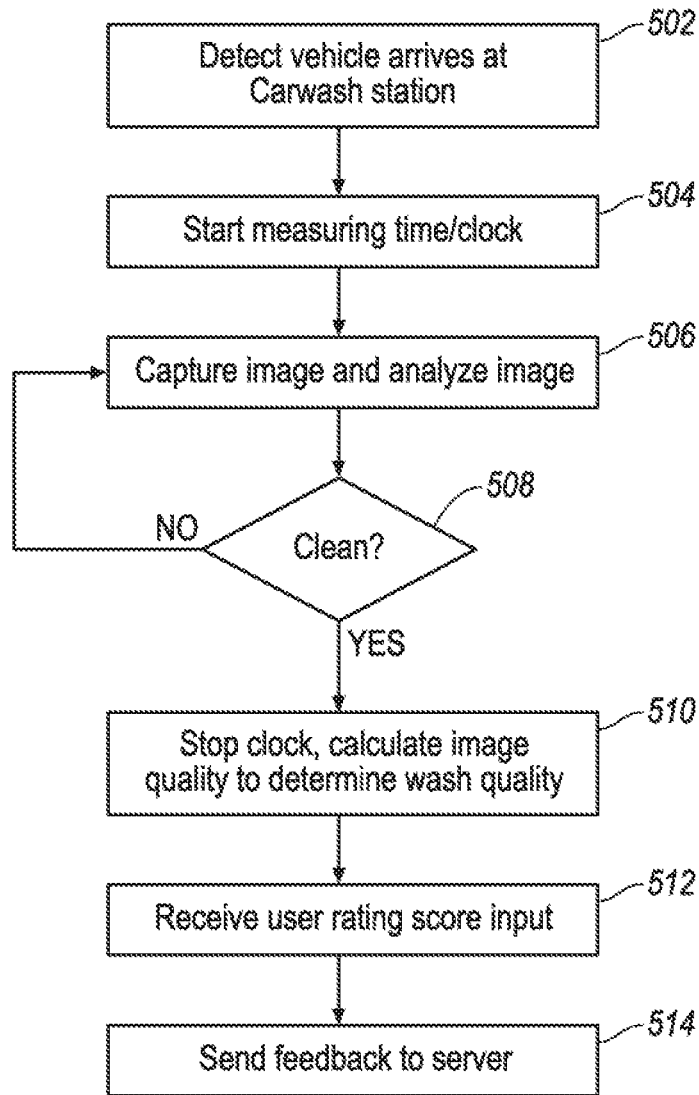 502
Detect vehicle arrives at
Carwash station
504
Start measuring time/clock
506
Capture image and analyze image
508
NO
Clean?
YES
510
Stop clock, calculate image
quality to determine wash quality
512
Receive user rating score input
514
Send feedback to server